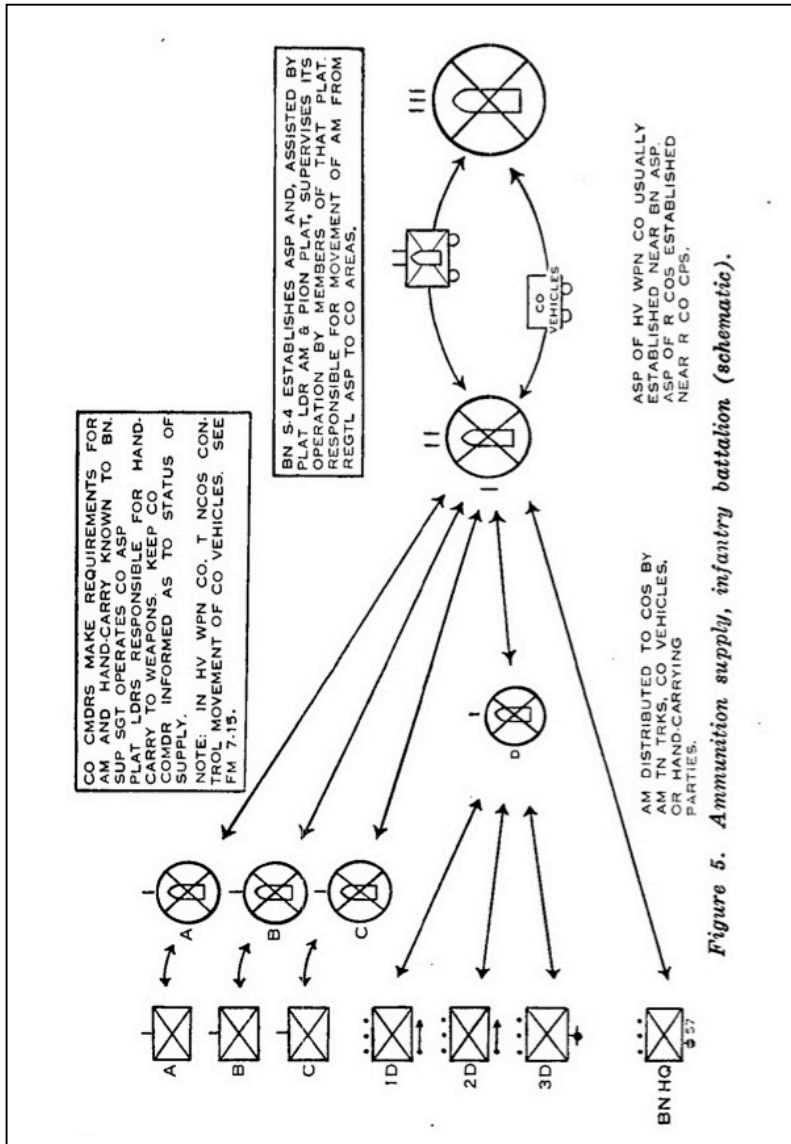 CO CMDRS MAKE REQUIREMENTS FOR
AM AND HAND-CARRY KNOWN TO BN.
SUP SGT OPERATES CO ASP
PLAT LDRS RESPONSIBLE FOR HAND-
CARRY TO WEAPONS. KEEP CO
COMDR INFORMED AS TO STATUS OF
SUPPLY.
NOTE: IN HV WPN CO. T NCOS CON-
TROL MOVEMENT OF CO VEHICLES. SEE
FM 7-15.
BN S-4 ESTABLISHES ASP AND, ASSISTED BY
PLAT LDR AM & PION PLAT, SUPERVISES ITS
OPERATION BY MEMBERS OF THAT PLAT.
RESPONSIBLE FOR MOVEMENT OF AM FROM
REGTL ASP TO CO AREAS.
A
B
C
1D
2D
3D
BN HQ
57
A
B
C
D
I
CO
VEHICLES
AM DISTRIBUTED TO COS BY
AM TN TRKS, CO VEHICLES,
OR HAND-CARRYING
PARTIES.
ASP OF HV WPN CO USUALLY
ESTABLISHED NEAR BN ASP.
ASP OF R COS ESTABLISHED
NEAR R CO CPS.
Figure 5. Ammunition supply, infantry battalion (schematic).